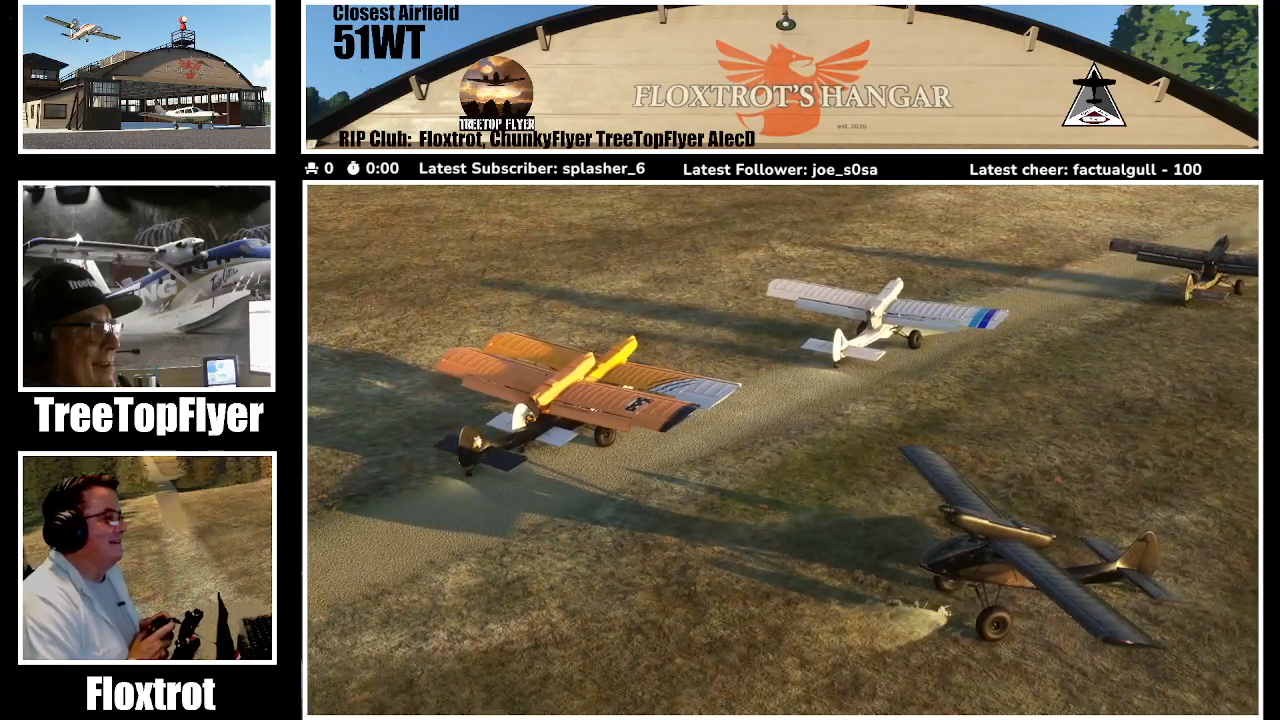 Closest Airfield
51WT
TREETOP FLYER
FLOXTROT'S HANGAR
est. 2020
RIP Club: Floxtrot, ChunkyFlyer TreeTopFlyer AlecD
0 0:00 Latest Subscriber: splasher_6 Latest Follower: joe_s0sa Latest cheer: factualgull - 100
TreeTopFlyer
Floxtrot